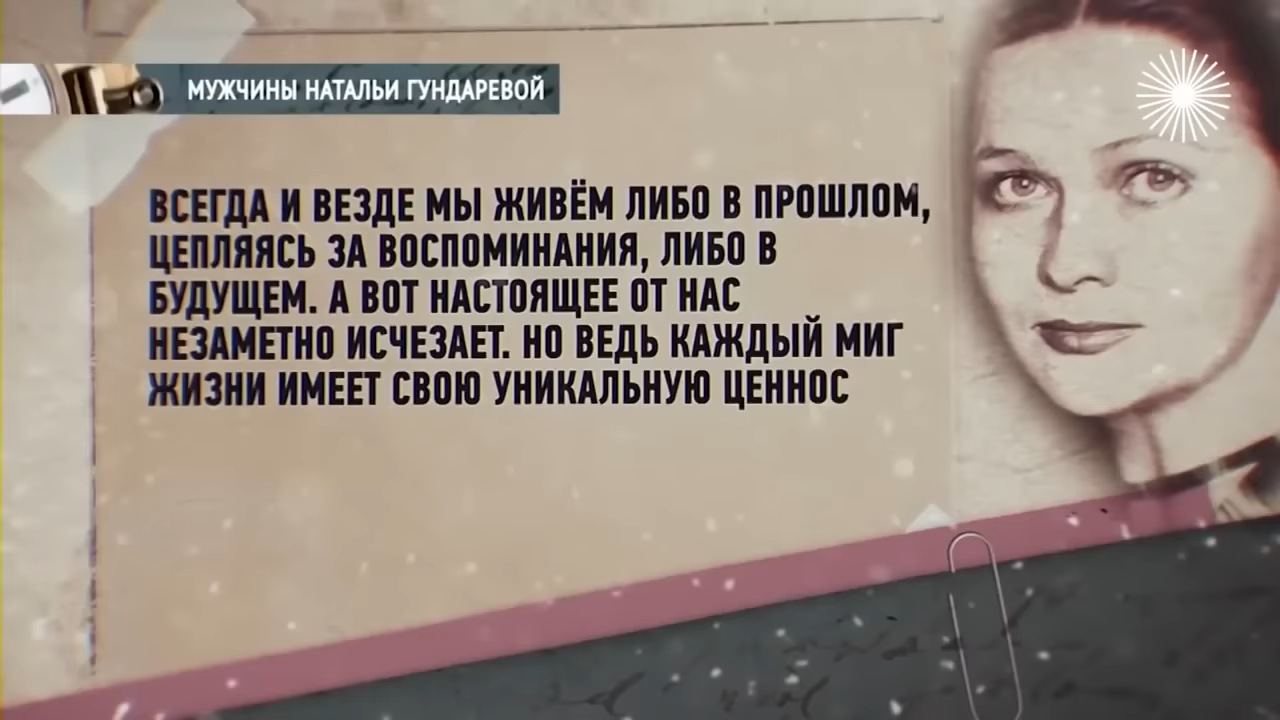 МУЖЧИНЫ НАТАЛЬИ ГУНДАРЕВОЙ
ВСЕГДА И ВЕЗДЕ МЫ ЖИВЁМ ЛИБО В ПРОШЛОМ,
ЦЕПЛЯЯСЬ ЗА ВОСПОМИНАНИЯ, ЛИБО В
БУДУЩЕМ. А ВОТ НАСТОЯЩЕЕ ОТ НАС
НЕЗАМЕТНО ИСЧЕЗАЕТ. НО ВЕДЬ КАЖДЫЙ МИГ
ЖИЗНИ ИМЕЕТ СВОЮ УНИКАЛЬНУЮ ЦЕННОС